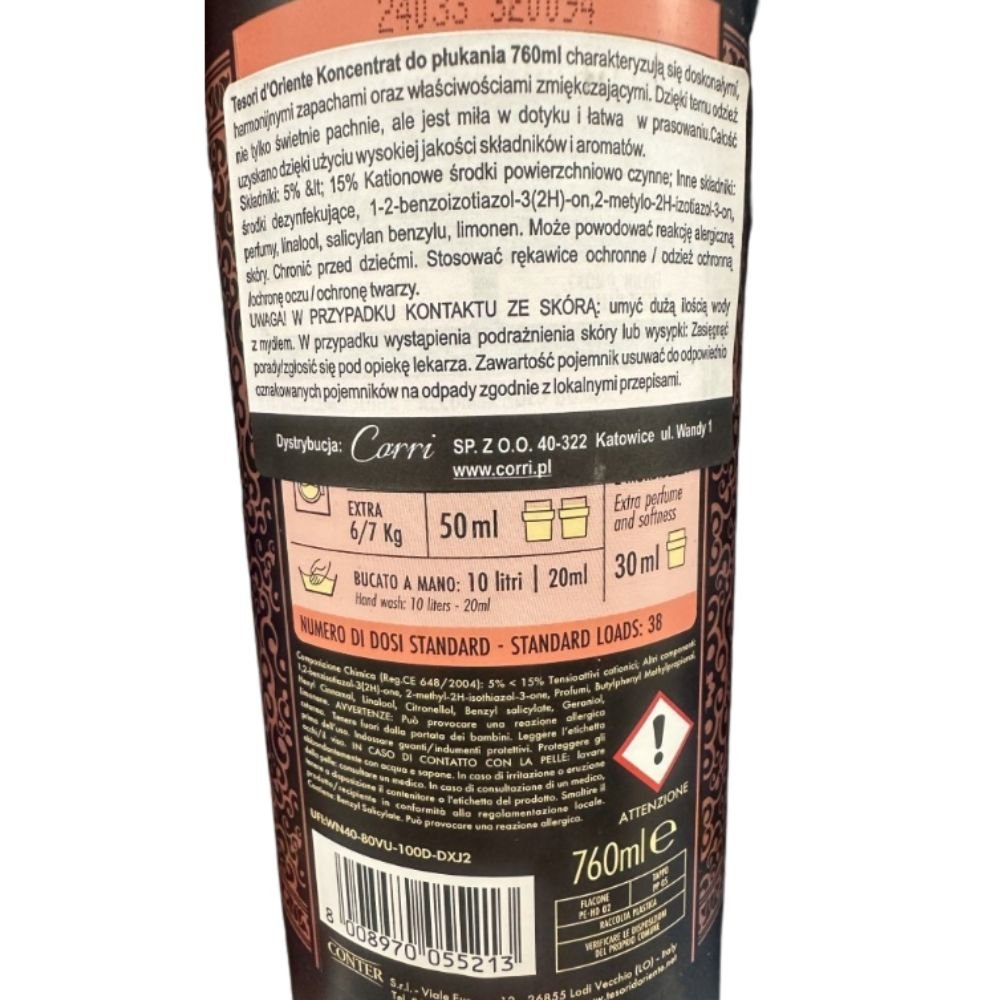 24033 320054
Tesori d'Oriente Koncentrat do płukania 760ml charakteryzują się doskonałymi,
harmonijnymi zapachami oraz właściwościami zmiękczającymi. Dzięki temu odzież
nie tylko świetnie pachnie, ale jest miła w dotyku i łatwa w prasowaniu.Całość
uzyskano dzięki użyciu wysokiej jakości składników i aromatów.
Składniki: 5% &lt; 15% Kationowe środki powierzchniowo czynne; Inne składniki:
środki dezynfekujące, 1-2-benzoizotiazol-3(2H)-on,2-metylo-2H-izotiazol-3-on,
perfumy, linalool, salicylan benzylu, limonen. Może powodować reakcję alergiczną
skóry. Chronić przed dziećmi. Stosować rękawice ochronne / odzież ochronną
/ochronę oczu / ochronę twarzy.
UWAGA! W PRZYPADKU KONTAKTU ZE SKÓRĄ: umyć dużą ilością wody
z mydłem. W przypadku wystąpienia podrażnienia skóry lub wysypki: Zasięgnąć
porady/zgłosić się pod opiekę lekarza. Zawartość pojemnik usuwać do odpowiednio
oznakowanych pojemników na odpady zgodnie z lokalnymi przepisami.
Dystrybucja: Corri SP. Z O.O. 40-322 Katowice ul. Wandy 1
www.corri.pl
EXTRA
6/7 Kg
50 ml
Extra perfume
and softness
30 ml
BUCATO A MANO: 10 litri | 20ml
Hand wash: 10 liters - 20ml
NUMERO DI DOSI STANDARD - STANDARD LOADS: 38
Composizione Chimica (Reg.CE 648/2004): 5% < 15% Tensioattivi cationici; Altri componenti:
1,2-benzisotiazol-3(2H)-one, 2-methyl-2H-isothiazol-3-one, Profumi, Butylphenyl Methylpropional,
Hexyl Cinnamal, Linalool, Citronellol, Benzyl salicylate, Geraniol,
Limonene. AVVERTENZE: Può provocare una reazione allergica
cutanea. Tenere fuori dalla portata dei bambini. Leggere l'etichetta
prima dell'uso. Indossare guanti/indumenti protettivi. Proteggere gli
occhi/il viso. IN CASO DI CONTATTO CON LA PELLE: lavare
abbondantemente con acqua e sapone. In caso di irritazione o eruzione
della pelle: consultare un medico. In caso di consultazione di un medico,
tenere a disposizione il contenitore o l'etichetta del prodotto. Smaltire il
prodotto/recipiente in conformità alla regolamentazione locale.
Contiene: Benzyl Salicylate. Può provocare una reazione allergica.
UFI:WN40-80VU-100D-DXJ2
ATTENZIONE
760ml e
FLACONE
PE-HD 02
TAPPO
PP 05
RACCOLTA PLASTICA
VERIFICARE LE DISPOSIZIONI
DEL PROPRIO COMUNE
8 008970 055213
CONTER S.r.l. - Viale 26855 Lodi Vecchio (LO) - Italy
Tel. www.tesoridoriente.net